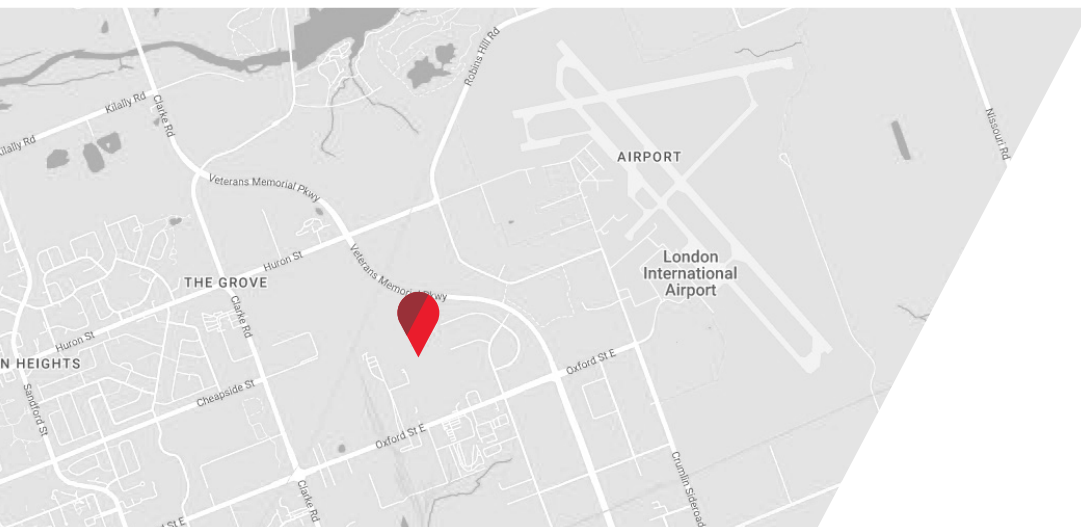 Robins Hill Rd
Kilally Rd
Clarke Rd
Nissouri Rd
Kilally Rd
AIRPORT
Veterans Memorial Pkwy
Huron St
London
International
Airport
Veterans Memorial Pkwy
THE GROVE
Clarke Rd
Huron St
N HEIGHTS
Oxford St E
Cheapside St
Sandford St
Oxford St E
Crumlin Sideroad
Clarke Rd
St E